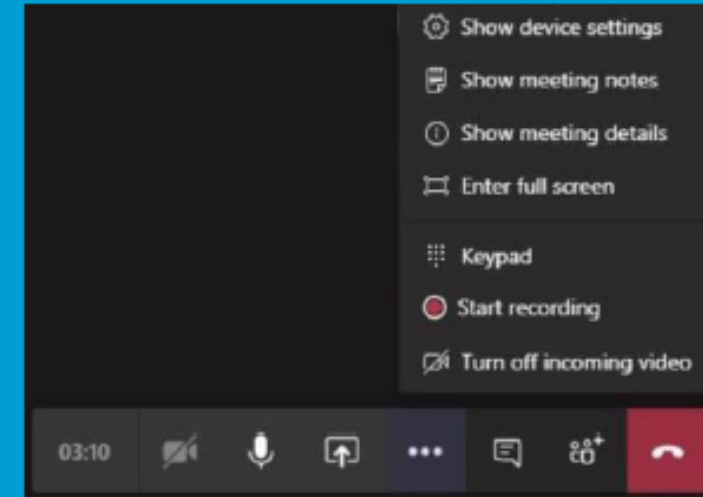 Show device settings
Show meeting notes
Show meeting details
Enter full screen
Keypad
Start recording
Turn off incoming video
03:10